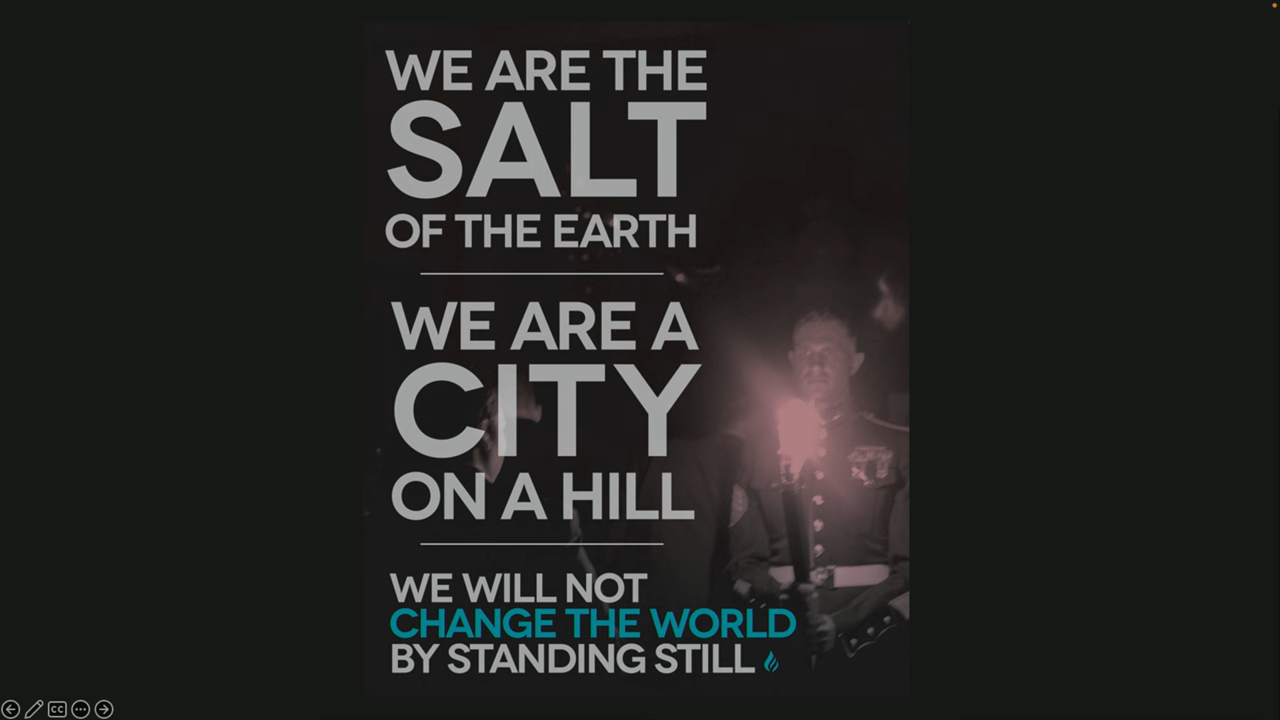 WE ARE THE
SALT
OF THE EARTH
WE ARE A
CITY
ON A HILL
WE WILL NOT
CHANGE THE WORLD
BY STANDING STILL
CC